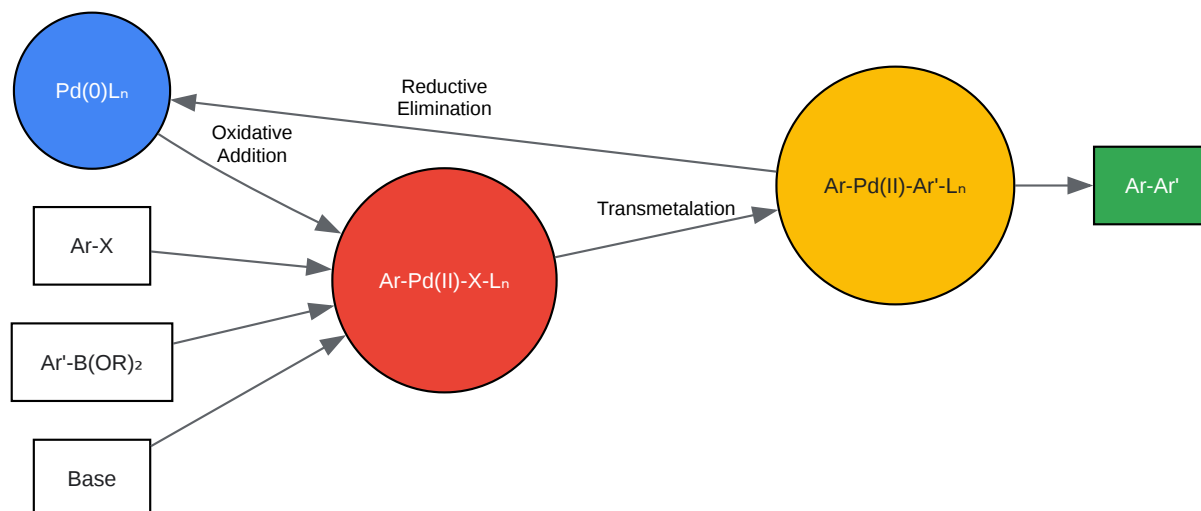 Pd(0)Lₙ
Reductive
Elimination
Oxidative
Addition
Ar-Pd(II)-Ar'-Lₙ
Ar-Ar'
Transmetalation
Ar-X
Ar-Pd(II)-X-Lₙ
Ar'-B(OR)₂
Base